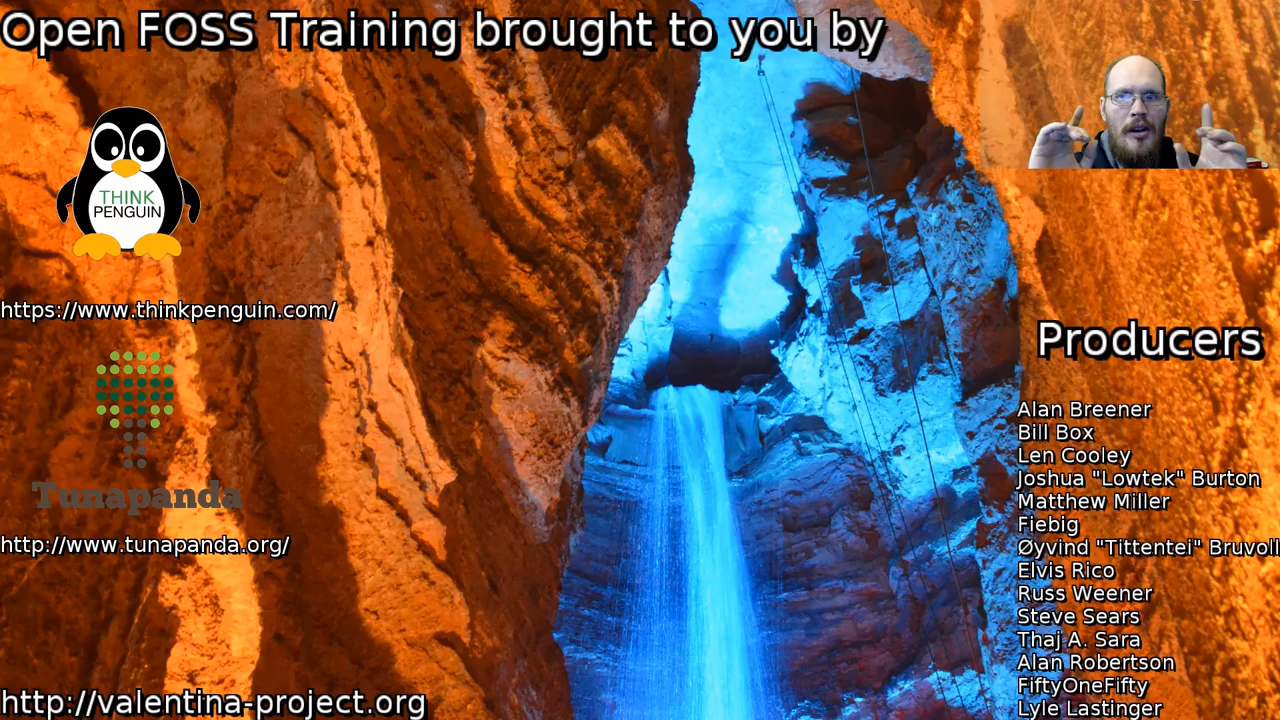 Open FOSS Training brought to you by
THINK
PENGUIN
https://www.thinkpenguin.com/
Tunapanda
http://www.tunapanda.org/
http://valentina-project.org
Producers
Alan Breener
Bill Box
Len Cooley
Joshua "Lowtek" Burton
Matthew Miller
Fiebig
Øyvind "Tittentei" Bruvoll
Elvis Rico
Russ Weener
Steve Sears
Thaj A. Sara
Alan Robertson
FiftyOneFifty
Lyle Lastinger